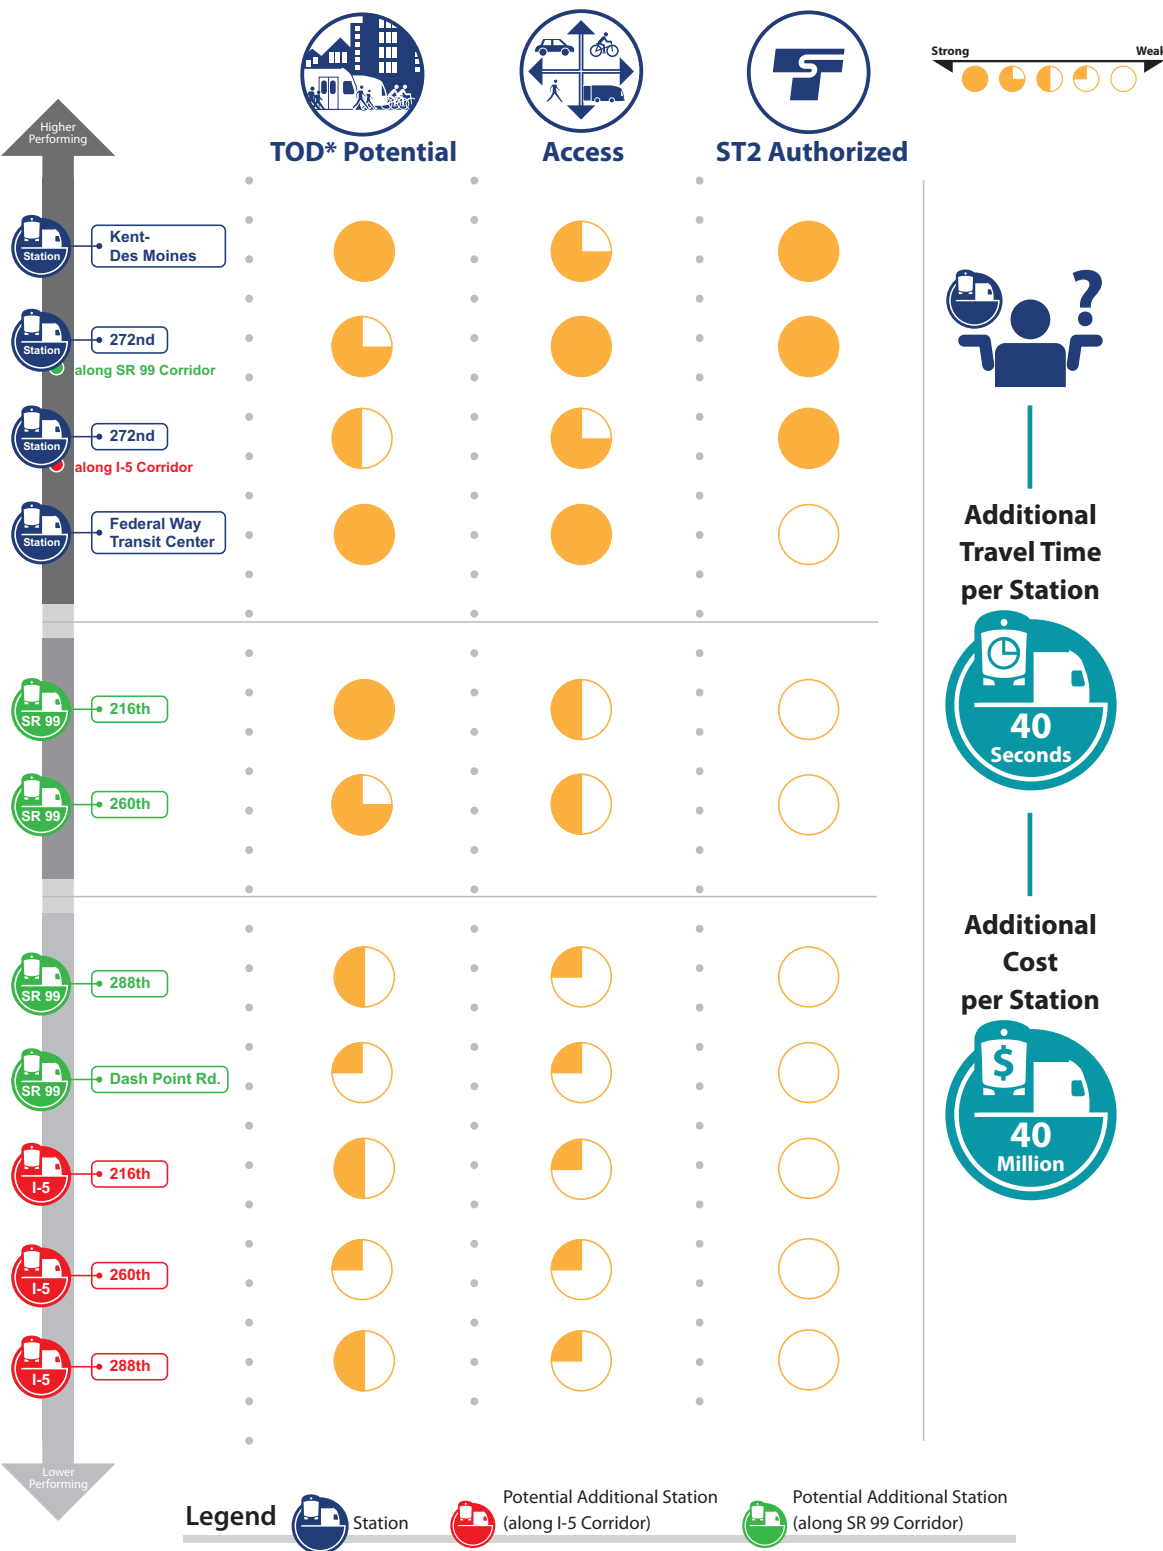 Strong
Weak
Higher
Performing
TOD* Potential
Access
ST2 Authorized
Station
Kent-
Des Moines
Station
272nd
along SR 99 Corridor
Station
272nd
along I-5 Corridor
Station
Federal Way
Transit Center
?
Additional
Travel Time
per Station
40
Seconds
SR 99
216th
SR 99
260th
Additional
Cost
per Station
$
40
Million
SR 99
288th
SR 99
Dash Point Rd.
I-5
216th
I-5
260th
I-5
288th
Lower
Performing
Legend
Station
Potential Additional Station
(along I-5 Corridor)
Potential Additional Station
(along SR 99 Corridor)